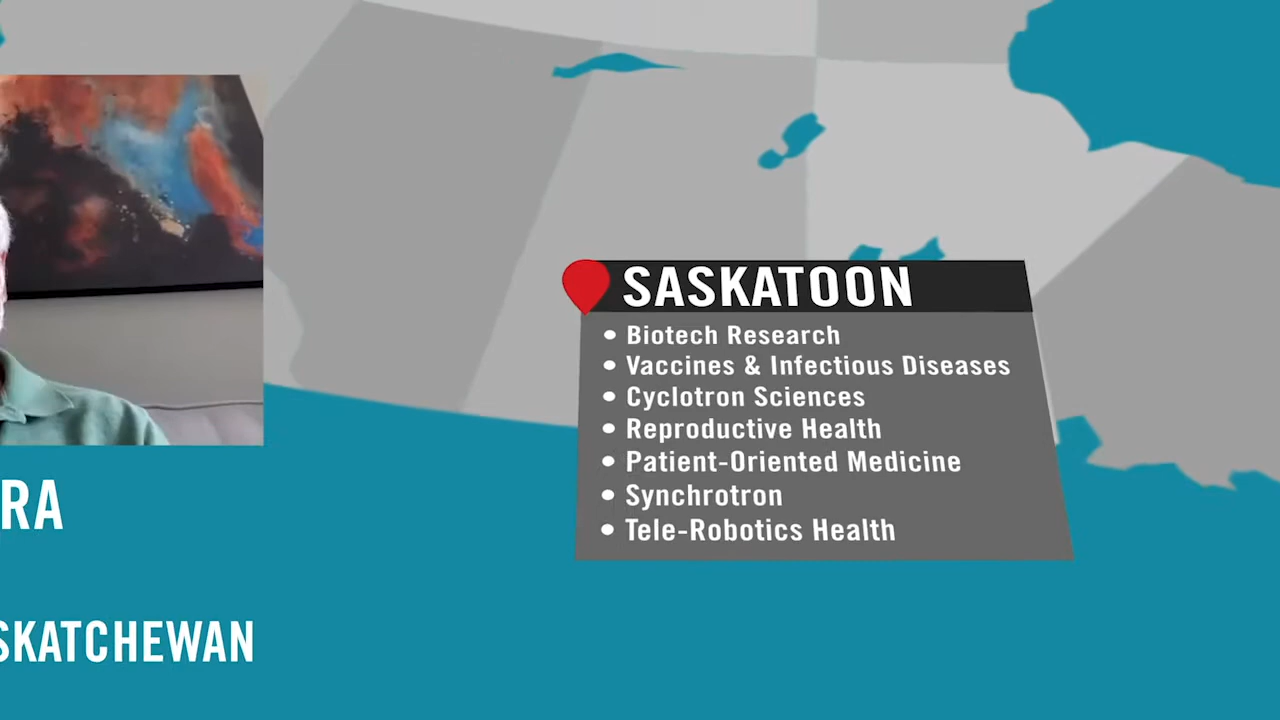 SASKATOON
• Biotech Research
• Vaccines & Infectious Diseases
• Cyclotron Sciences
• Reproductive Health
• Patient-Oriented Medicine
• Synchrotron
• Tele-Robotics Health
RA
SKATCHEWAN